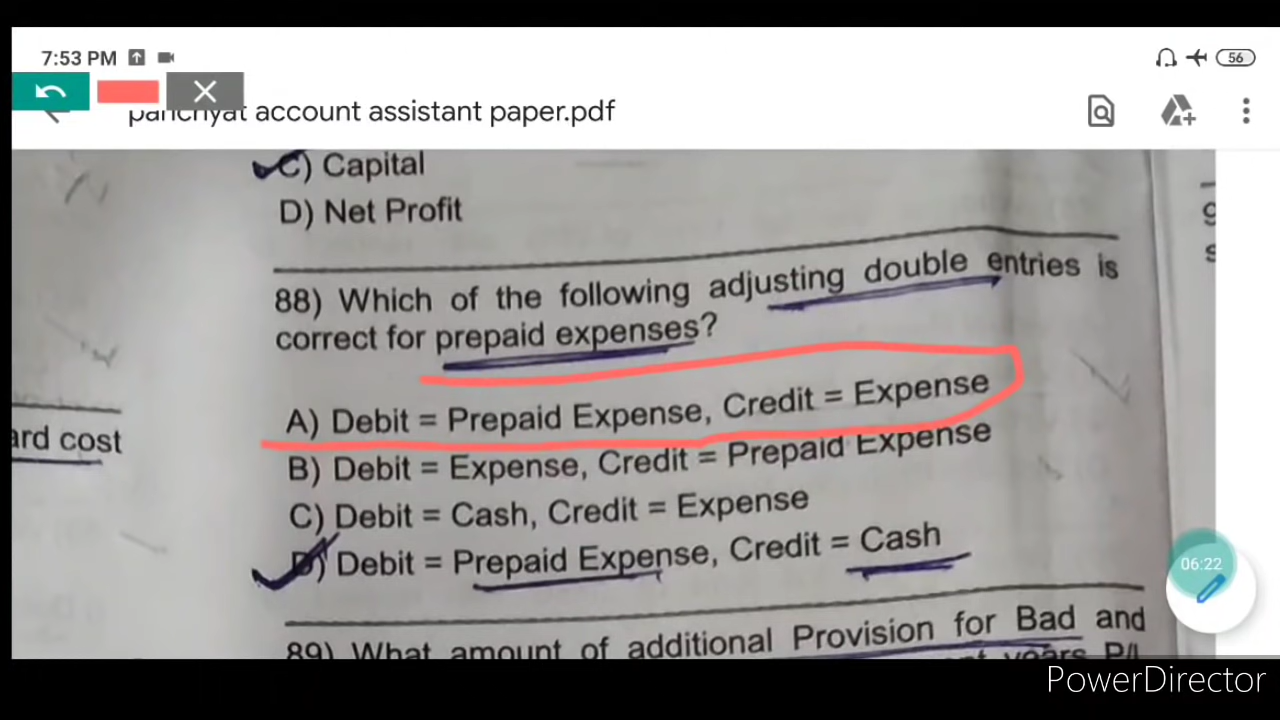 7:53 PM
56
panchyat account assistant paper.pdf
C) Capital
D) Net Profit
88) Which of the following adjusting double entries is
correct for prepaid expenses?
A) Debit = Prepaid Expense, Credit = Expense
B) Debit = Expense, Credit = Prepaid Expense
C) Debit = Cash, Credit = Expense
D) Debit = Prepaid Expense, Credit = Cash
89) What amount of additional Provision for Bad and
years P/L
ard cost
06:22
PowerDirector